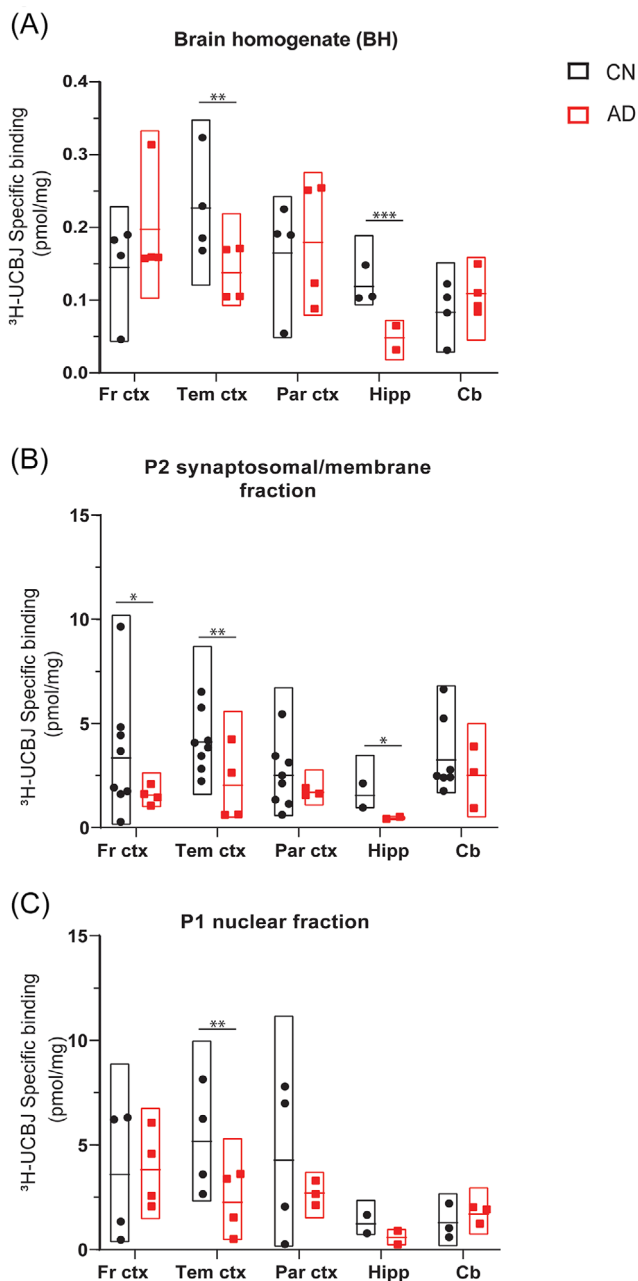 (A)
Brain homogenate (BH)
CN
AD
³H-UCBJ Specific binding
(pmol/mg)
0.4
0.3
0.2
0.1
0.0
**
***
Fr ctx Tem ctx Par ctx Hipp Cb
(B)
P2 synaptosomal/membrane
fraction
³H-UCBJ Specific binding
(pmol/mg)
15
10
5
0
*
**
*
Fr ctx Tem ctx Par ctx Hipp Cb
(C)
P1 nuclear fraction
³H-UCBJ Specific binding
(pmol/mg)
15
10
5
0
**
Fr ctx Tem ctx Par ctx Hipp Cb